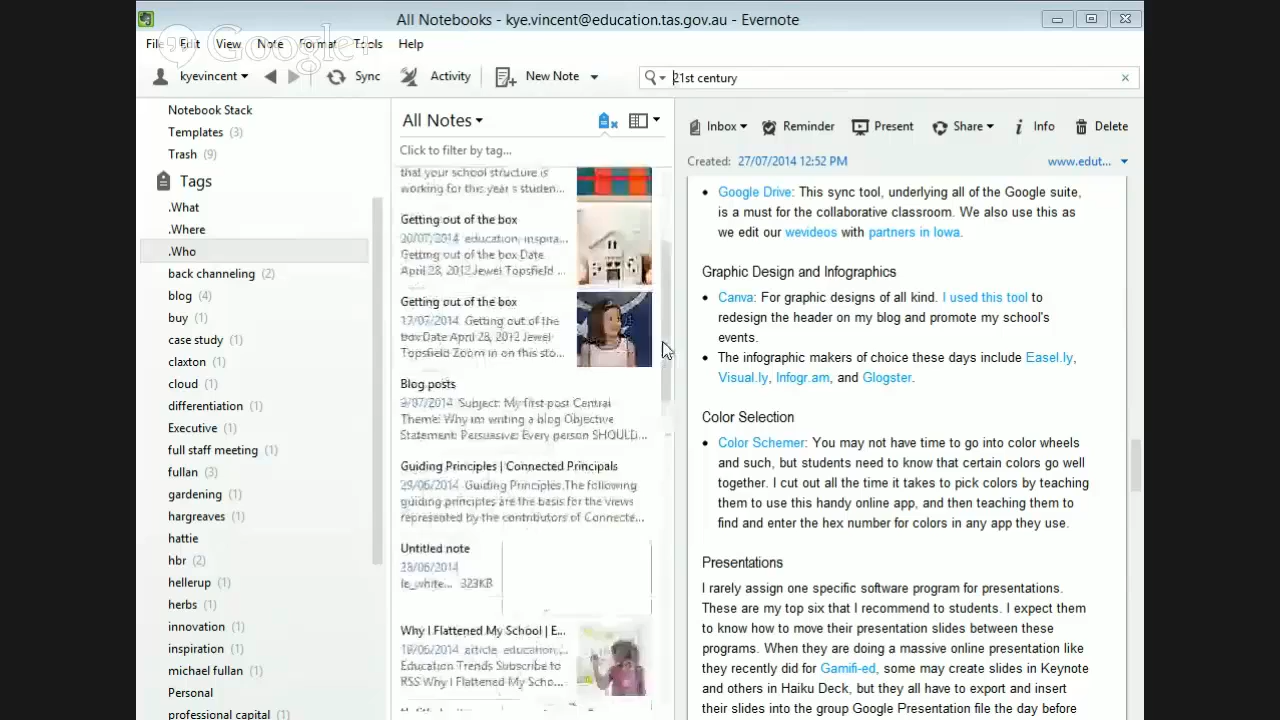 All Notebooks - kye.vincent@education.tas.gov.au - Evernote
File Edit View Note Format Tools Help
Google+
kyevincent Sync Activity New Note 21st century
Notebook Stack
Templates (3)
Trash (9)
Tags
.What
.Where
.Who
back channeling (2)
blog (4)
buy (1)
case study (1)
claxton (1)
cloud (1)
differentiation (1)
Executive (1)
full staff meeting (1)
fullan (3)
gardening (1)
hargreaves (1)
hattie
hbr (2)
hellerup (1)
herbs (1)
innovation (1)
inspiration (1)
michael fullan (1)
Personal
professional capital (1)
All Notes
Click to filter by tag...
that your school structure is
working for this year s studen...
Getting out of the box
20/07/2014 education, inspira...
Getting out of the box Date
April 28, 2012 Jewel Topsfield ...
Getting out of the box
17/07/2014 Getting out of the
box Date April 28, 2012 Jewel
Topsfield Zoom in on this sto...
Blog posts
3/07/2014 Subject: My first post Central
Theme: Why im writing a blog Objective
Statement: Persuasive: Every person SHOULD...
Guiding Principles | Connected Principals
29/06/2014 Guiding Principles The following
guiding principles are the basis for the views
represented by the contributors of Connecte...
Untitled note
23/06/2014
le_white... 323KB
Why I Flattened My School | E...
19/06/2014 article, education,...
Education Trends Subscribe to
RSS Why I Flattened My Scho...
Inbox Reminder Present Share Info Delete
Created: 27/07/2014 12:52 PM www.edut...
• Google Drive: This sync tool, underlying all of the Google suite,
is a must for the collaborative classroom. We also use this as
we edit our wevideos with partners in Iowa.
Graphic Design and Infographics
• Canva: For graphic designs of all kind. I used this tool to
redesign the header on my blog and promote my school's
events.
• The infographic makers of choice these days include Easel.ly,
Visual.ly, Infogr.am, and Glogster.
Color Selection
• Color Schemer: You may not have time to go into color wheels
and such, but students need to know that certain colors go well
together. I cut out all the time it takes to pick colors by teaching
them to use this handy online app, and then teaching them to
find and enter the hex number for colors in any app they use.
Presentations
I rarely assign one specific software program for presentations.
These are my top six that I recommend to students. I expect them
to know how to move their presentation slides between these
programs. When they are doing a massive online presentation like
they recently did for Gamifi-ed, some may create slides in Keynote
and others in Haiku Deck, but they all have to export and insert
their slides into the group Google Presentation file the day before